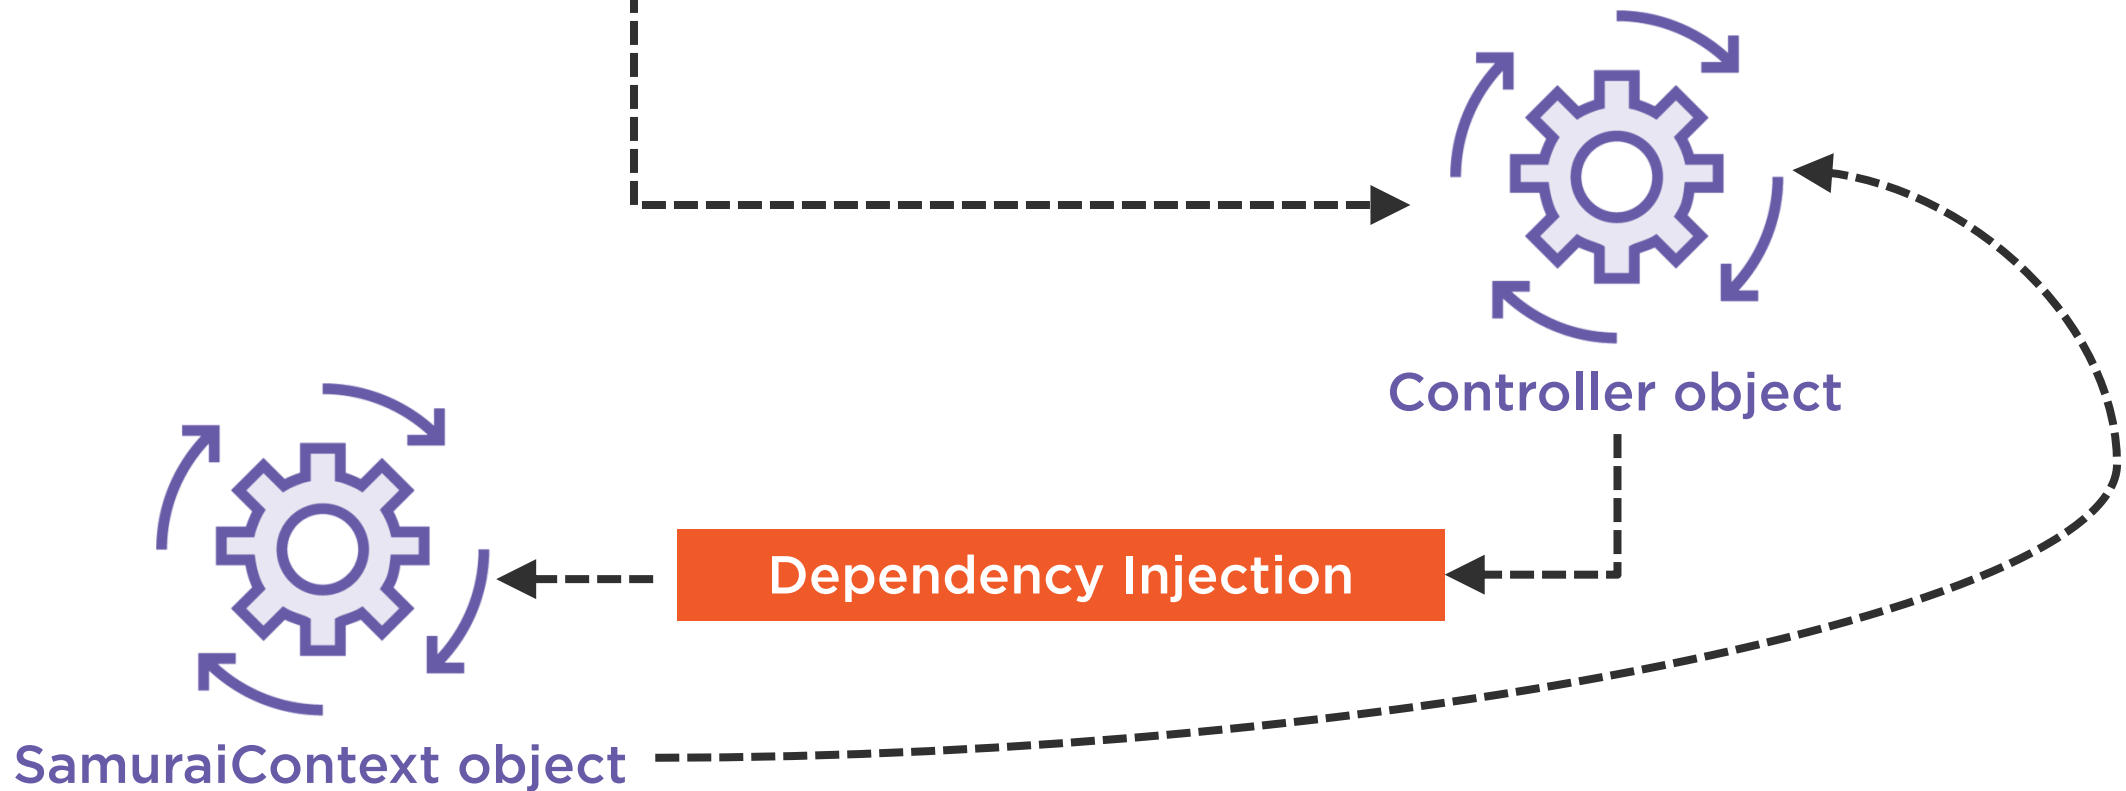 Controller object
Dependency Injection
SamuraiContext object